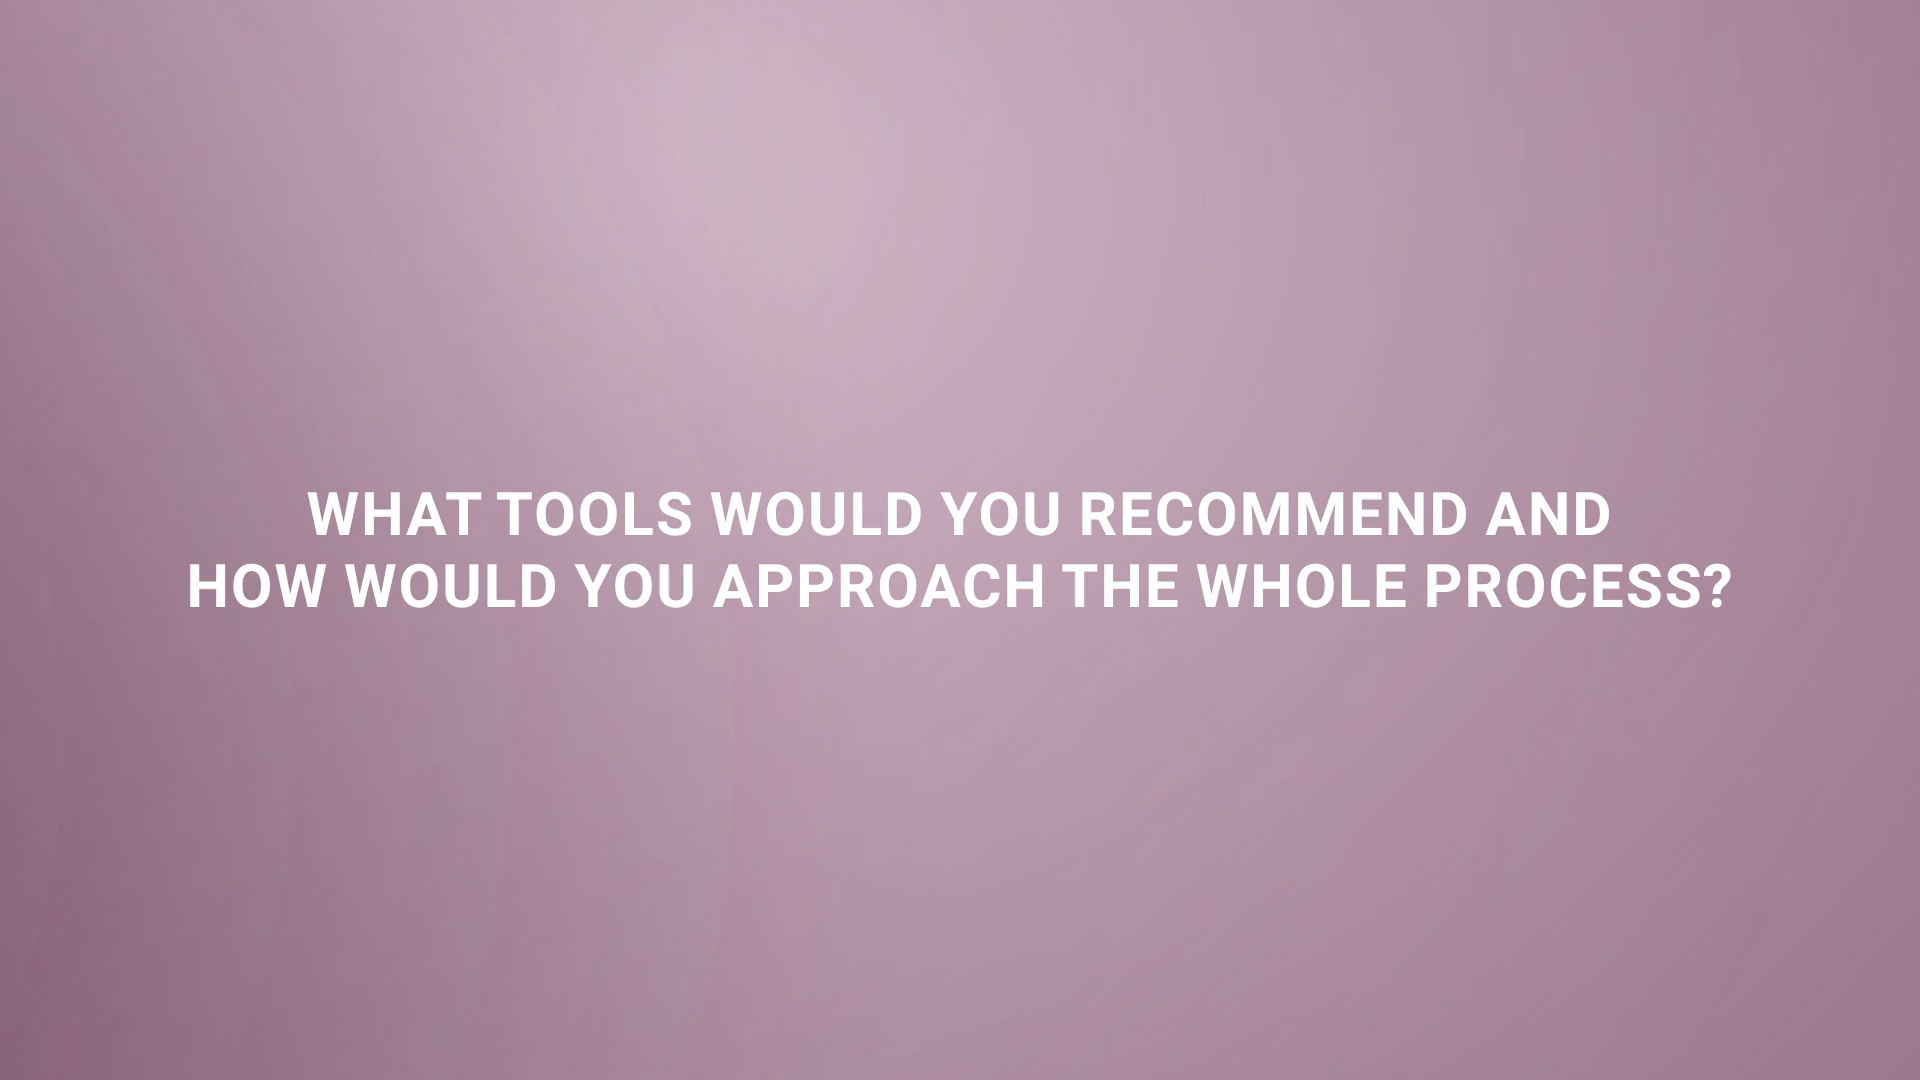 WHAT TOOLS WOULD YOU RECOMMEND AND
HOW WOULD YOU APPROACH THE WHOLE PROCESS?